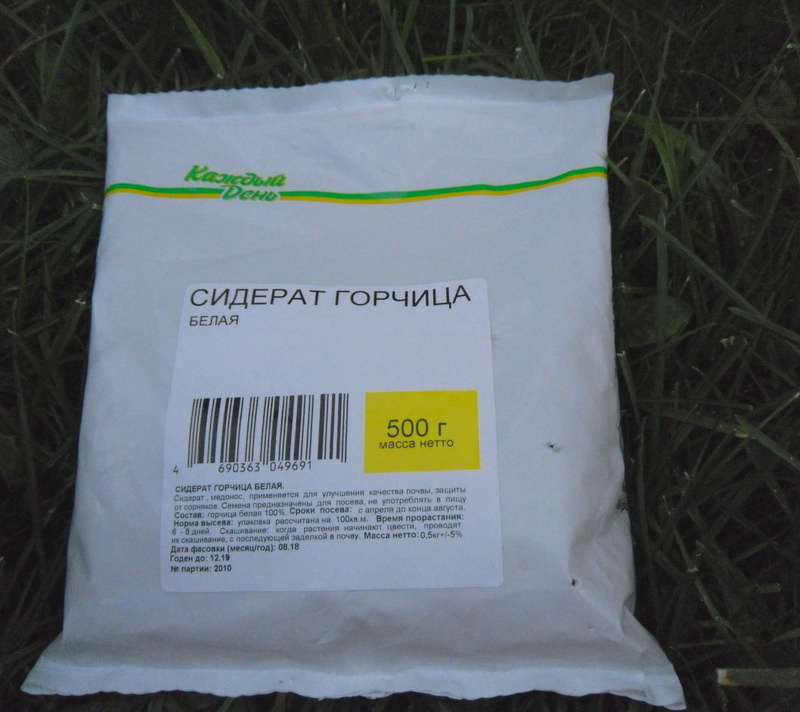 Каждый
День
СИДЕРАТ ГОРЧИЦА
БЕЛАЯ
500 г
масса нетто
4 690363 049691
СИДЕРАТ ГОРЧИЦА БЕЛАЯ.
Сидерат , медонос, применяется для улучшения качества почвы, защиты
от сорняков. Семена предназначены для посева, не употреблять в пищу
Состав: горчица белая 100% Сроки посева: с апреля до конца августа.
Норма высева: упаковка рассчитана на 100кв.м. Время прорастания:
6 - 8 дней. Скашивание: когда растения начинают цвести, проводят
их скашивание, с последующей заделкой в почву. Масса нетто: 0,5кг+/-5%
Дата фасовки (месяц/год): 08.18
Годен до: 12.19
№ партии: 2010